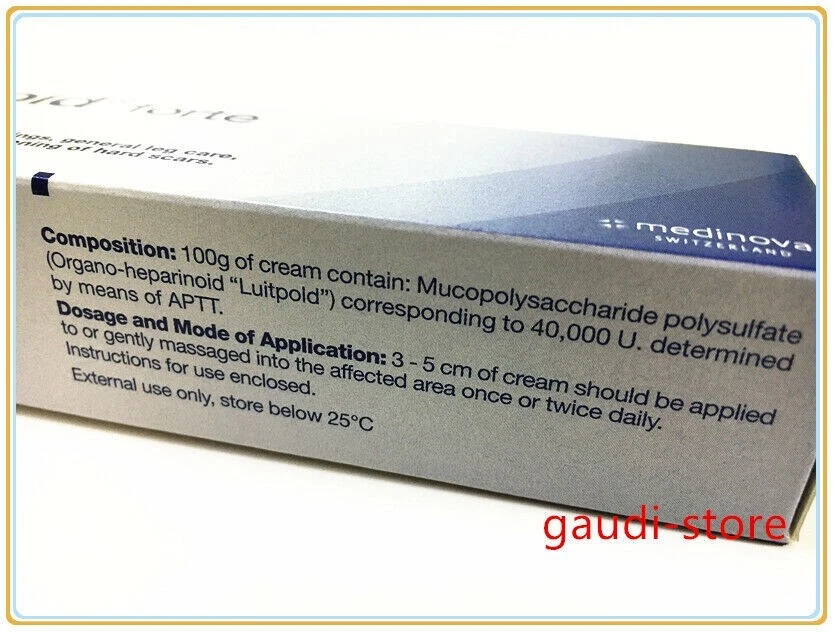 forte
general leg care,
of hard scars.
medinova
SWITZERLAND
Composition: 100g of cream contain: Mucopolysaccharide polysulfate
(Organo-heparinoid “Luitpold”) corresponding to 40,000 U. determined
by means of APTT.
Dosage and Mode of Application: 3 - 5 cm of cream should be applied
to or gently massaged into the affected area once or twice daily.
Instructions for use enclosed.
External use only, store below 25°C
gaudi-store